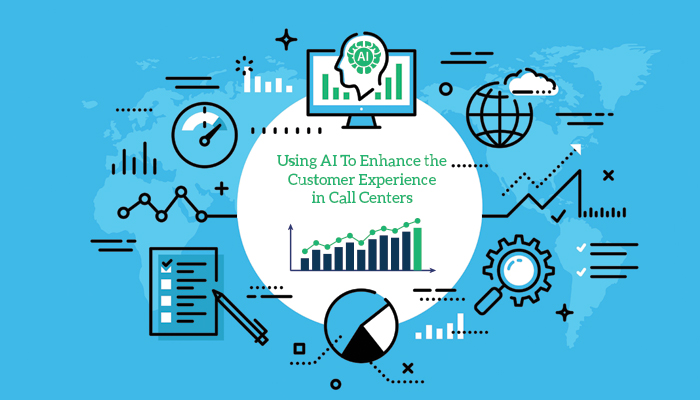 AI
Using AI To Enhance the
Customer Experience
in Call Centers